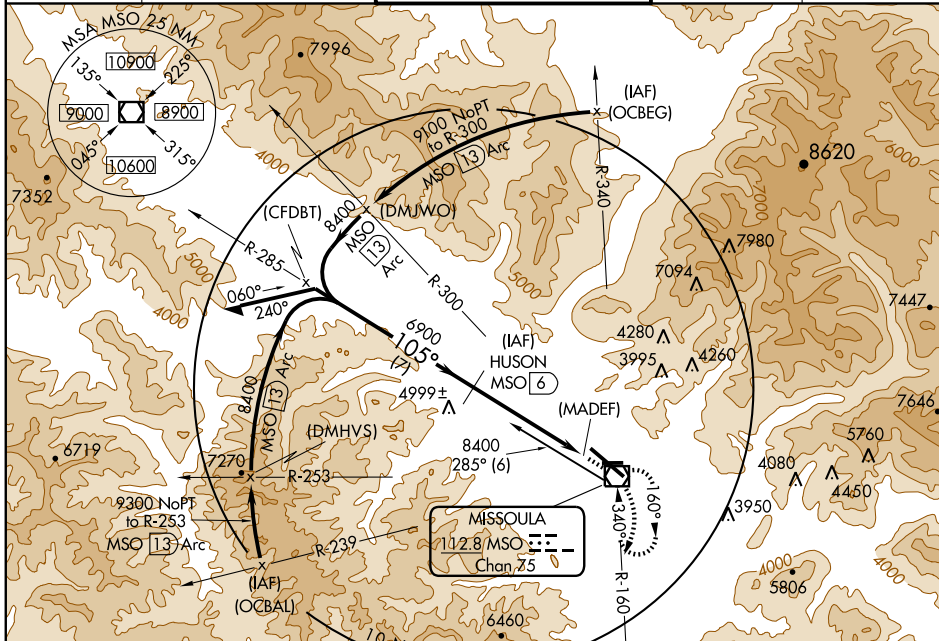 MSA MSO 25 NM
10900
135°
225°
9000
8900
045°
315°
10600
7996
(IAF)
(OCBEG)
9100 NoPT
to R-300
MSO 13 Arc
R-340
8620
6000
7000
4000
7352
(CFDBT)
8400
(DMJWO)
MSO
13
Arc
R-285
R-300
5000
5000
4000
7980
7094
7447
060°
240°
6900
105°
(7)
(IAF)
HUSON
MSO 6
4280
3995
4260
8400
MSO 13 Arc
4999±
(MADEF)
7646
(DMHVS)
6719
7270
R-253
8400
285° (6)
5760
4080
4450
3950
9300 NoPT
to R-253
MSO 13 Arc
R-239
MISSOULA
112.8 MSO
Chan 75
340°
160°
R-160
(IAF)
(OCBAL)
4000
5806
4000
6460
10 N